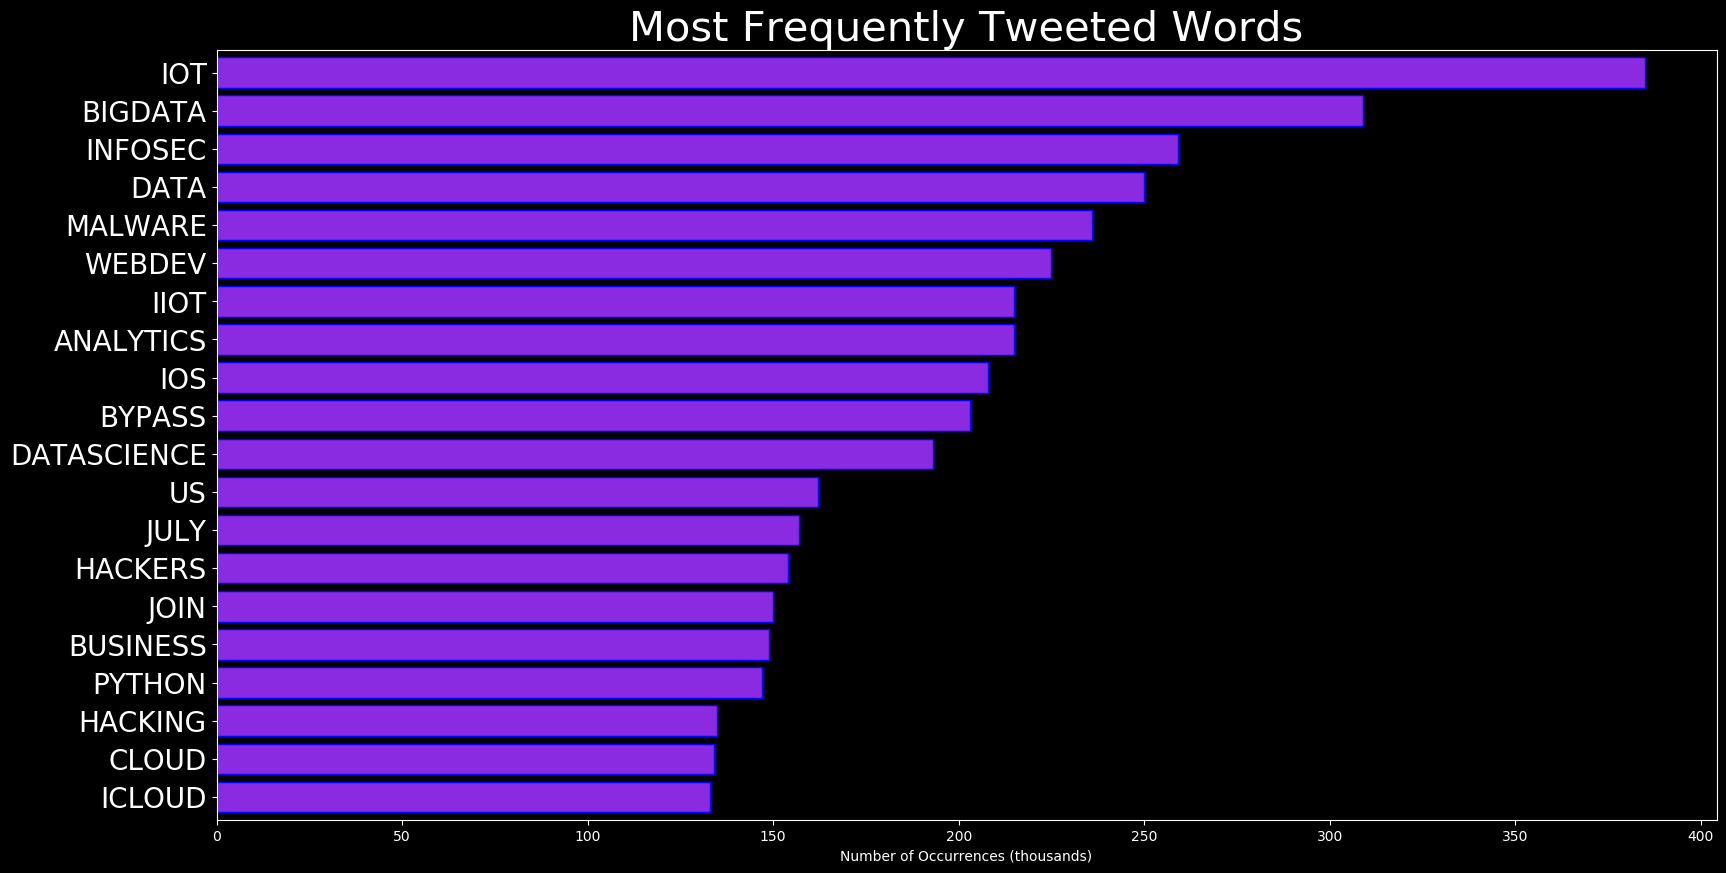 Most Frequently Tweeted Words
IOT
BIGDATA
INFOSEC
DATA
MALWARE
WEBDEV
IIOT
ANALYTICS
IOS
BYPASS
DATASCIENCE
US
JULY
HACKERS
JOIN
BUSINESS
PYTHON
HACKING
CLOUD
ICLOUD
0 50 100 150 200 250 300 350 400
Number of Occurrences (thousands)